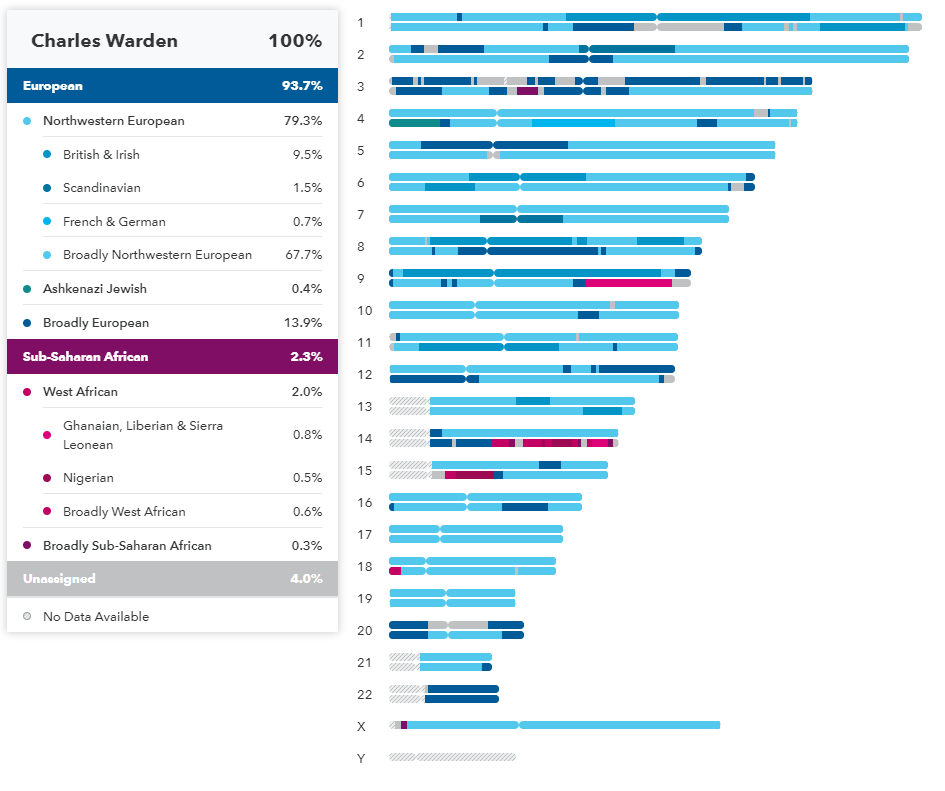 Charles Warden 100%
European 93.7%
Northwestern European 79.3%
British & Irish 9.5%
Scandinavian 1.5%
French & German 0.7%
Broadly Northwestern European 67.7%
Ashkenazi Jewish 0.4%
Broadly European 13.9%
Sub-Saharan African 2.3%
West African 2.0%
Ghanaian, Liberian & Sierra
Leonean 0.8%
Nigerian 0.5%
Broadly West African 0.6%
Broadly Sub-Saharan African 0.3%
Unassigned 4.0%
No Data Available
1
2
3
4
5
6
7
8
9
10
11
12
13
14
15
16
17
18
19
20
21
22
X
Y